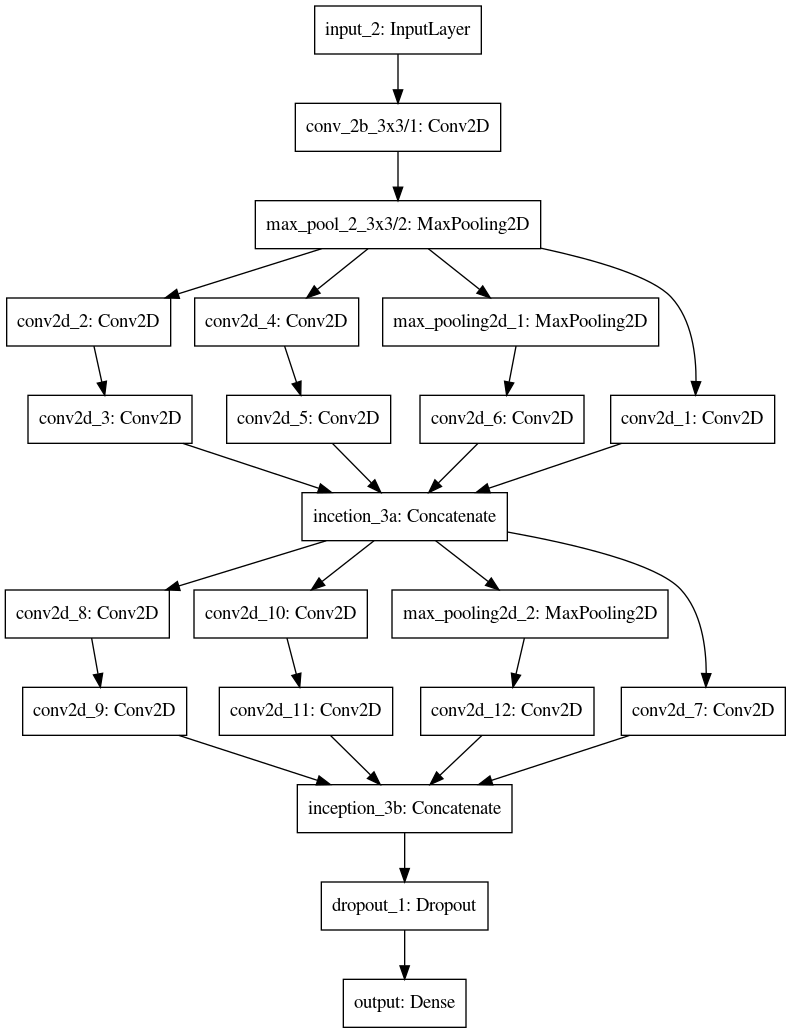 input_2: InputLayer
conv_2b_3x3/1: Conv2D
max_pool_2_3x3/2: MaxPooling2D
conv2d_2: Conv2D
conv2d_4: Conv2D
max_pooling2d_1: MaxPooling2D
conv2d_3: Conv2D
conv2d_5: Conv2D
conv2d_6: Conv2D
conv2d_1: Conv2D
incetion_3a: Concatenate
conv2d_8: Conv2D
conv2d_10: Conv2D
max_pooling2d_2: MaxPooling2D
conv2d_9: Conv2D
conv2d_11: Conv2D
conv2d_12: Conv2D
conv2d_7: Conv2D
inception_3b: Concatenate
dropout_1: Dropout
output: Dense